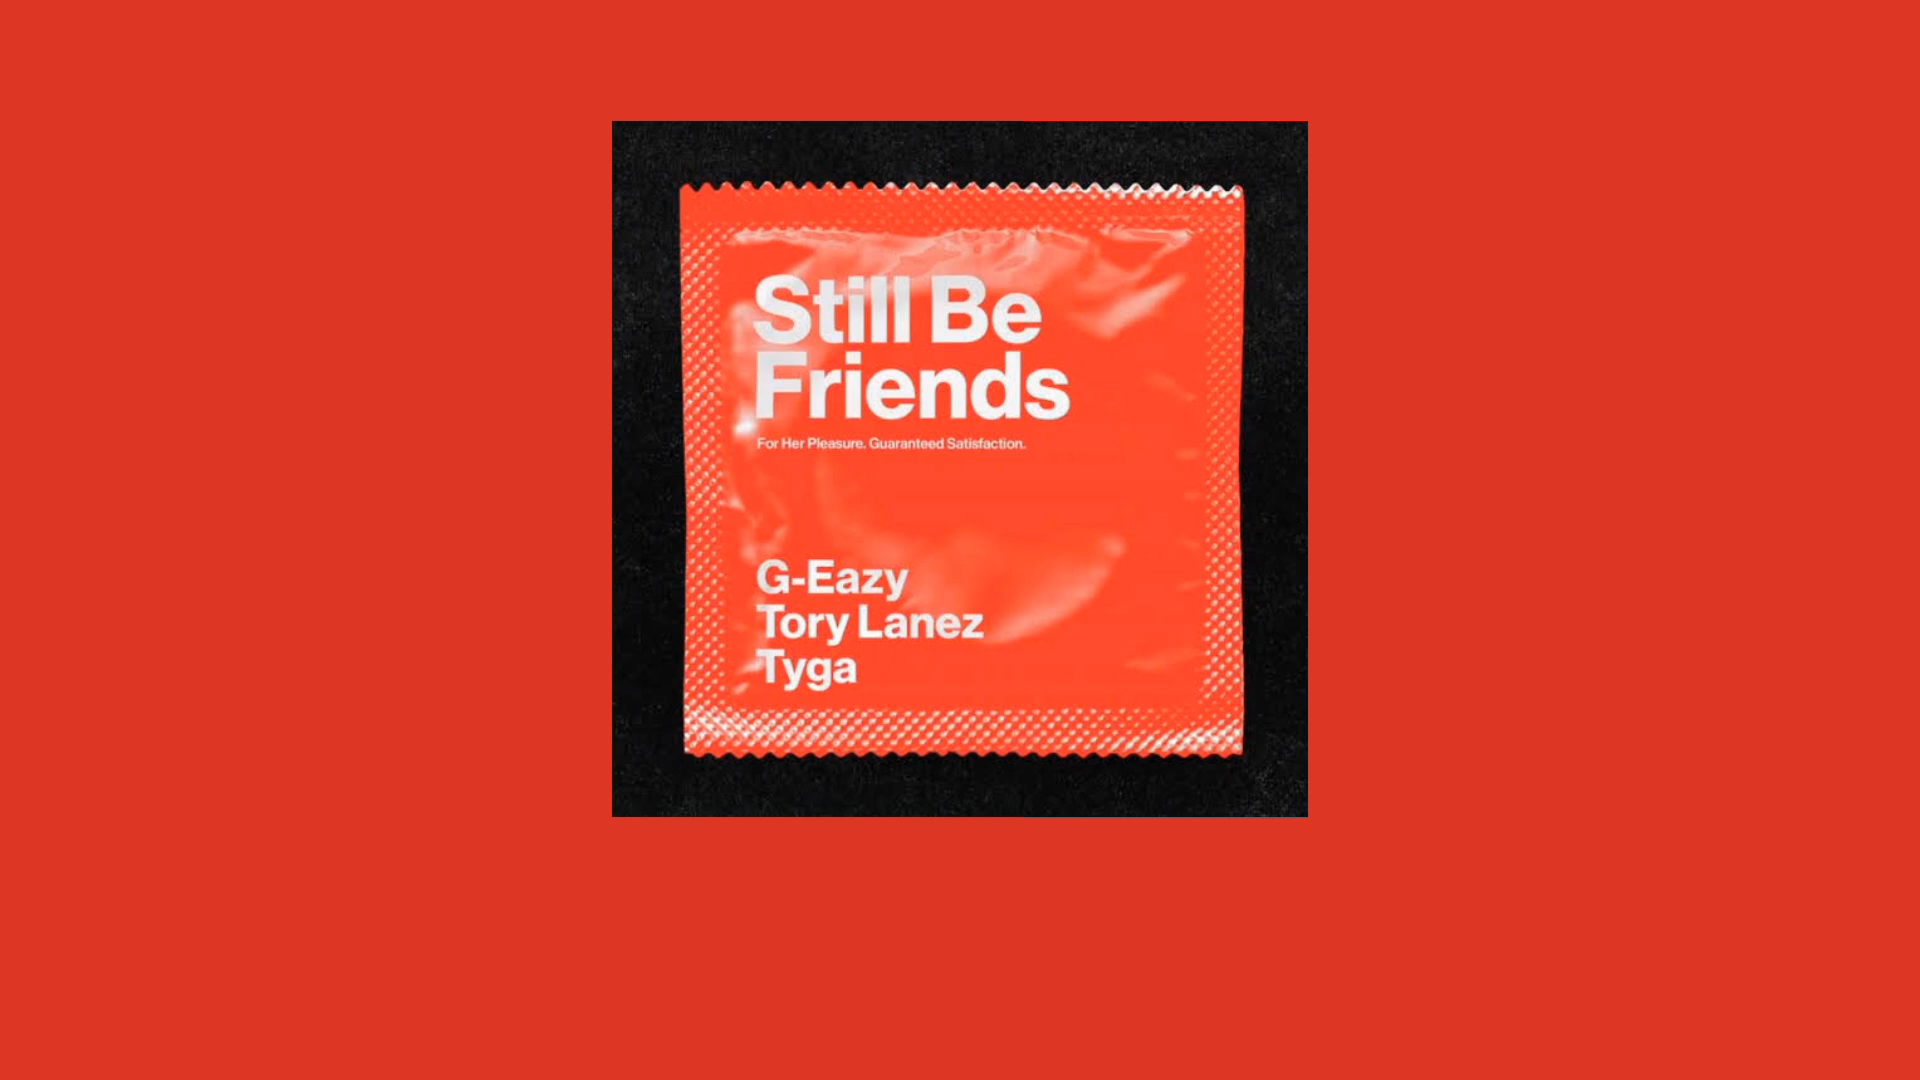 Still Be
Friends
For Her Pleasure. Guaranteed Satisfaction.
G-Eazy
Tory Lanez
Tyga